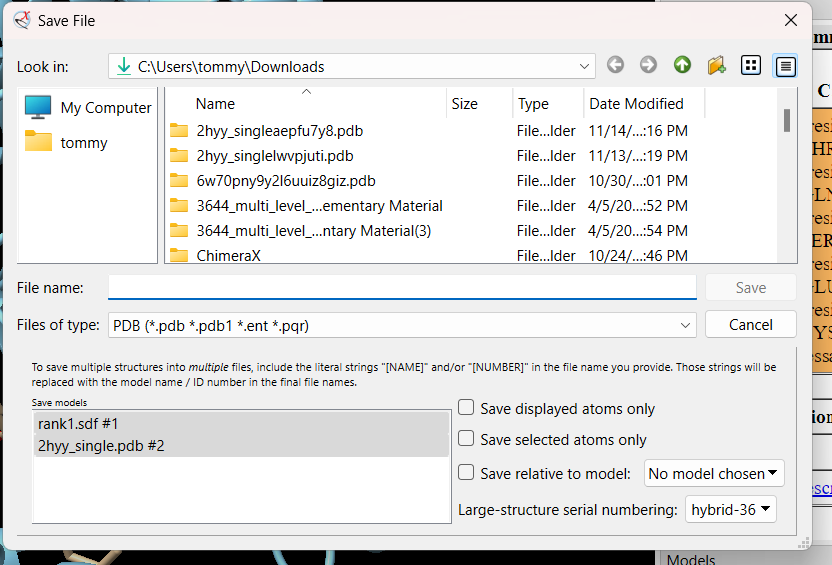 Save File
Look in:
C:\Users\tommy\Downloads
My Computer
tommy
Name Size Type Date Modified
2hyy_singleaepfu7y8.pdb File...lder 11/14/...:16 PM
2hyy_singlelwvpjuti.pdb File...lder 11/13/...:19 PM
6w70pny9y2l6uuiz8giz.pdb File...lder 10/30/...:01 PM
3644_multi_level_...ementary Material File...lder 4/5/20...:52 PM
3644_multi_level_...ntary Material(3) File...lder 4/5/20...:54 PM
ChimeraX File...lder 10/24/...:46 PM
File name:
Save
Files of type: PDB (*.pdb *.pdb1 *.ent *.pqr)
Cancel
To save multiple structures into multiple files, include the literal strings "[NAME]" and/or "[NUMBER]" in the file name you provide. Those strings will be
replaced with the model name / ID number in the final file names.
Save models
rank1.sdf #1
2hyy_single.pdb #2
Save displayed atoms only
Save selected atoms only
Save relative to model: No model chosen
Large-structure serial numbering: hybrid-36
Models